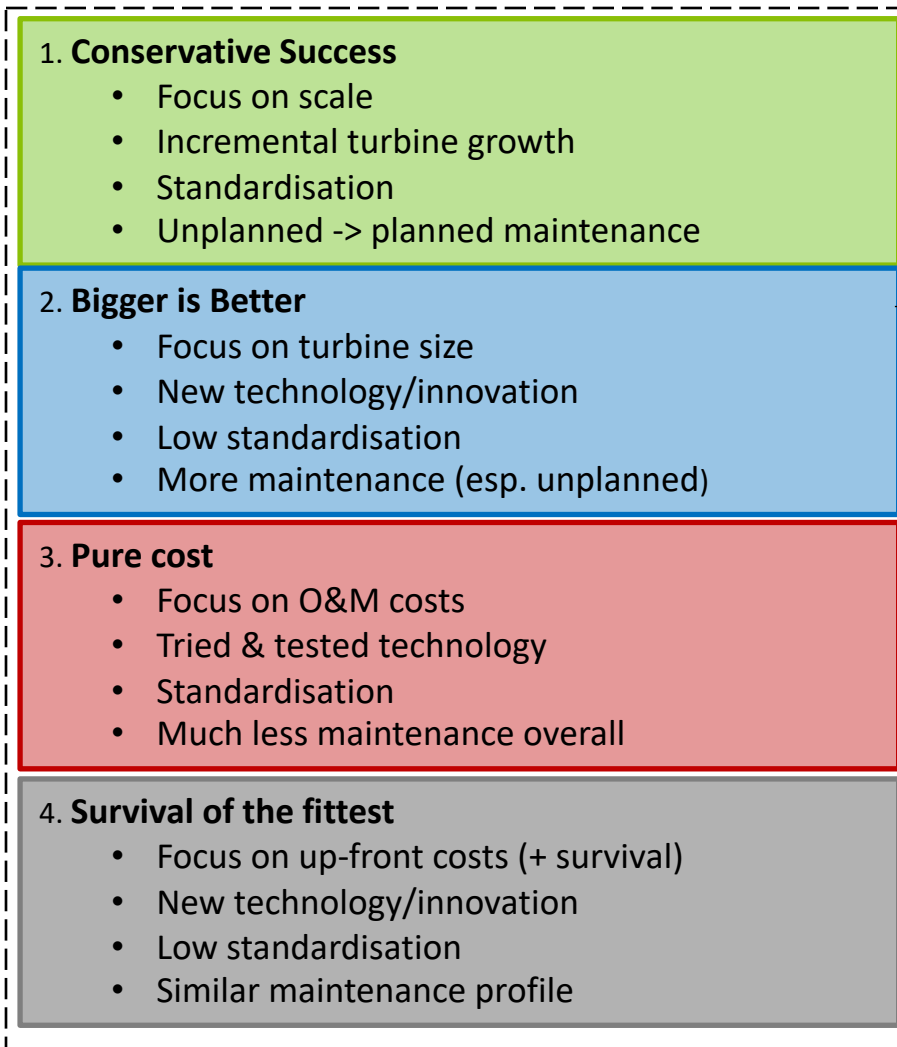 1. Conservative Success
• Focus on scale
• Incremental turbine growth
• Standardisation
• Unplanned -> planned maintenance
2. Bigger is Better
• Focus on turbine size
• New technology/innovation
• Low standardisation
• More maintenance (esp. unplanned)
3. Pure cost
• Focus on O&M costs
• Tried & tested technology
• Standardisation
• Much less maintenance overall
4. Survival of the fittest
• Focus on up-front costs (+ survival)
• New technology/innovation
• Low standardisation
• Similar maintenance profile